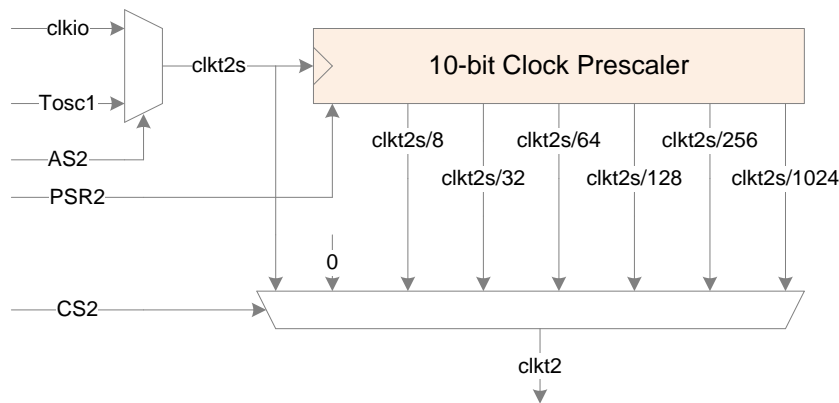 clkio
clkt2s
10-bit Clock Prescaler
Tosc1
clkt2s/8
clkt2s/64
clkt2s/256
AS2
clkt2s/32
clkt2s/128
clkt2s/1024
PSR2
0
CS2
clkt2